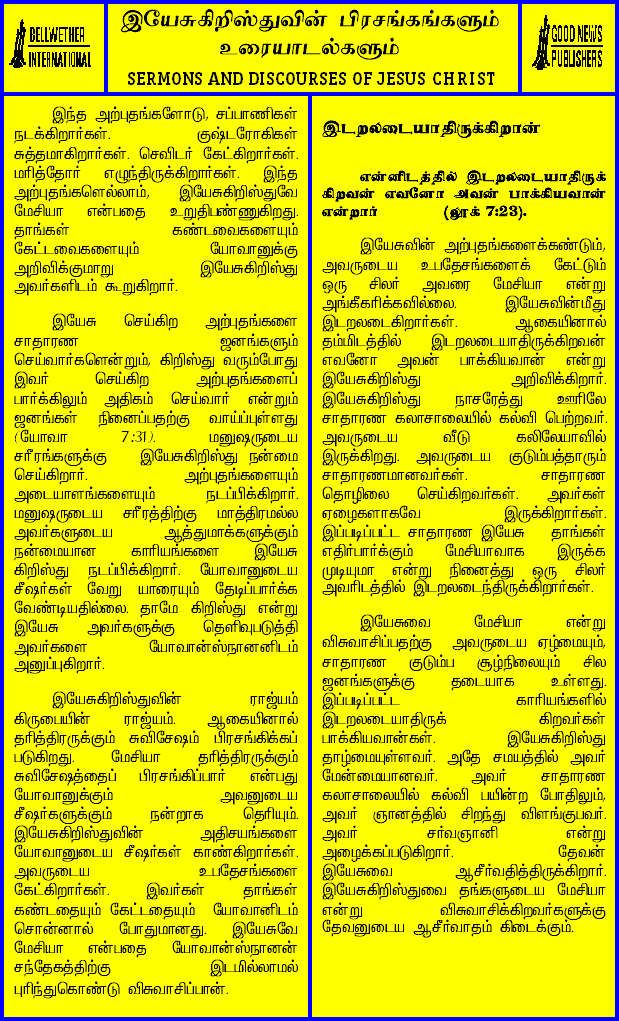 BELLWETHER
INTERNATIONAL
இயேசுகிறிஸ்துவின் பிரசங்கங்களும்
உரையாடல்களும்
SERMONS AND DISCOURSES OF JESUS CHRIST
GOOD NEWS
PUBLISHERS
இந்த அற்புதங்களோடு, சப்பாணிகள்
நடக்கிறார்கள். குஷ்டரோகிகள்
சுத்தமாகிறார்கள். செவிடர் கேட்கிறார்கள்.
மரித்தோர் எழுந்திருக்கிறார்கள். இந்த
அற்புதங்களெல்லாம், இயேசுகிறிஸ்துவே
மேசியா என்பதை உறுதிபண்ணுகிறது.
தாங்கள் கண்டவைகளையும்
கேட்டவைகளையும் யோவானுக்கு
அறிவிக்குமாறு இயேசுகிறிஸ்து
அவர்களிடம் கூறுகிறார்.
இயேசு செய்கிற அற்புதங்களை
சாதாரண ஜனங்களும்
செய்வார்களென்றும், கிறிஸ்து வரும்போது
இவர் செய்கிற அற்புதங்களைப்
பார்க்கிலும் அதிகம் செய்வார் என்றும்
ஜனங்கள் நினைப்பதற்கு வாய்ப்புள்ளது
(யோவா 7:31). மனுஷருடைய
சரீரங்களுக்கு இயேசுகிறிஸ்து நன்மை
செய்கிறார். அற்புதங்களையும்
அடையாளங்களையும் நடப்பிக்கிறார்.
மனுஷருடைய சரீரத்திற்கு மாத்திரமல்ல
அவர்களுடைய ஆத்துமாக்களுக்கும்
நன்மையான காரியங்களை இயேசு
கிறிஸ்து நடப்பிக்கிறார். யோவானுடைய
சீஷர்கள் வேறு யாரையும் தேடிப்பார்க்க
வேண்டியதில்லை. தாமே கிறிஸ்து என்று
இயேசு அவர்களுக்கு தெளிவுபடுத்தி
அவர்களை யோவான்ஸ்நானனிடம்
அனுப்புகிறார்.
இயேசுகிறிஸ்துவின் ராஜ்யம்
கிருபையின் ராஜ்யம். ஆகையினால்
தரித்திரருக்கும் சுவிசேஷம் பிரசங்கிக்கப்
படுகிறது. மேசியா தரித்திரருக்கும்
சுவிசேஷத்தைப் பிரசங்கிப்பார் என்பது
யோவானுக்கும் அவனுடைய
சீஷர்களுக்கும் நன்றாக தெரியும்.
இயேசுகிறிஸ்துவின் அதிசயங்களை
யோவானுடைய சீஷர்கள் காண்கிறார்கள்.
அவருடைய உபதேசங்களை
கேட்கிறார்கள். இவர்கள் தாங்கள்
கண்டதையும் கேட்டதையும் யோவானிடம்
சொன்னால் போதுமானது. இயேசுவே
மேசியா என்பதை யோவான்ஸ்நானன்
சந்தேகத்திற்கு இடமில்லாமல்
புரிந்துகொண்டு விசுவாசிப்பான்.
இடறலடையாதிருக்கிறான்
என்னிடத்தில் இடறலடையாதிருக்
கிறவன் எவனோ அவன் பாக்கியவான்
என்றார் (லூக் 7:23).
இயேசுவின் அற்புதங்களைக்கண்டும்,
அவருடைய உபதேசங்களைக் கேட்டும்
ஒரு சிலர் அவரை மேசியா என்று
அங்கீகரிக்கவில்லை. இயேசுவின்மீது
இடறலடைகிறார்கள். ஆகையினால்
தம்மிடத்தில் இடறலடையாதிருக்கிறவன்
எவனோ அவன் பாக்கியவான் என்று
இயேசுகிறிஸ்து அறிவிக்கிறார்.
இயேசுகிறிஸ்து நாசரேத்து ஊரிலே
சாதாரண கலாசாலையில் கல்வி பெற்றவர்.
அவருடைய வீடு கலிலேயாவில்
இருக்கிறது. அவருடைய குடும்பத்தாரும்
சாதாரணமானவர்கள். சாதாரண
தொழிலை செய்கிறவர்கள். அவர்கள்
ஏழைகளாகவே இருக்கிறார்கள்.
இப்படிப்பட்ட சாதாரண இயேசு தாங்கள்
எதிர்பார்க்கும் மேசியாவாக இருக்க
முடியுமா என்று நினைத்து ஒரு சிலர்
அவரிடத்தில் இடறலடைந்திருக்கிறார்கள்.
இயேசுவை மேசியா என்று
விசுவாசிப்பதற்கு அவருடைய ஏழ்மையும்,
சாதாரண குடும்ப சூழ்நிலையும் சில
ஜனங்களுக்கு தடையாக உள்ளது.
இப்படிப்பட்ட காரியங்களில்
இடறலடையாதிருக் கிறவர்கள்
பாக்கியவான்கள். இயேசுகிறிஸ்து
தாழ்மையுள்ளவர். அதே சமயத்தில் அவர்
மேன்மையானவர். அவர் சாதாரண
கலாசாலையில் கல்வி பயின்ற போதிலும்,
அவர் ஞானத்தில் சிறந்து விளங்குபவர்.
அவர் சர்வஞானி என்று
அழைக்கப்படுகிறார். தேவன்
இயேசுவை ஆசீர்வதித்திருக்கிறார்.
இயேசுகிறிஸ்துவை தங்களுடைய மேசியா
என்று விசுவாசிக்கிறவர்களுக்கு
தேவனுடைய ஆசீர்வாதம் கிடைக்கும்.